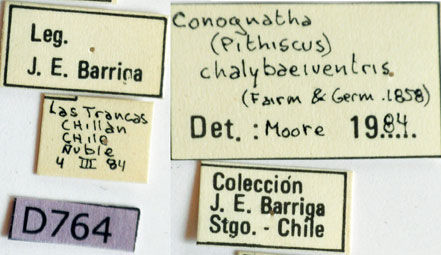 Leg.
J. E. Barriga
Las Trancas
CHillan
CHile
Ñuble
4 III 84
D764
Conognatha
(Pithiscus)
chalybaeiventris
(Fairm & Germ. 1858)
Det. : Moore 1984
Colección
J. E. Barriga
Stgo. - Chile